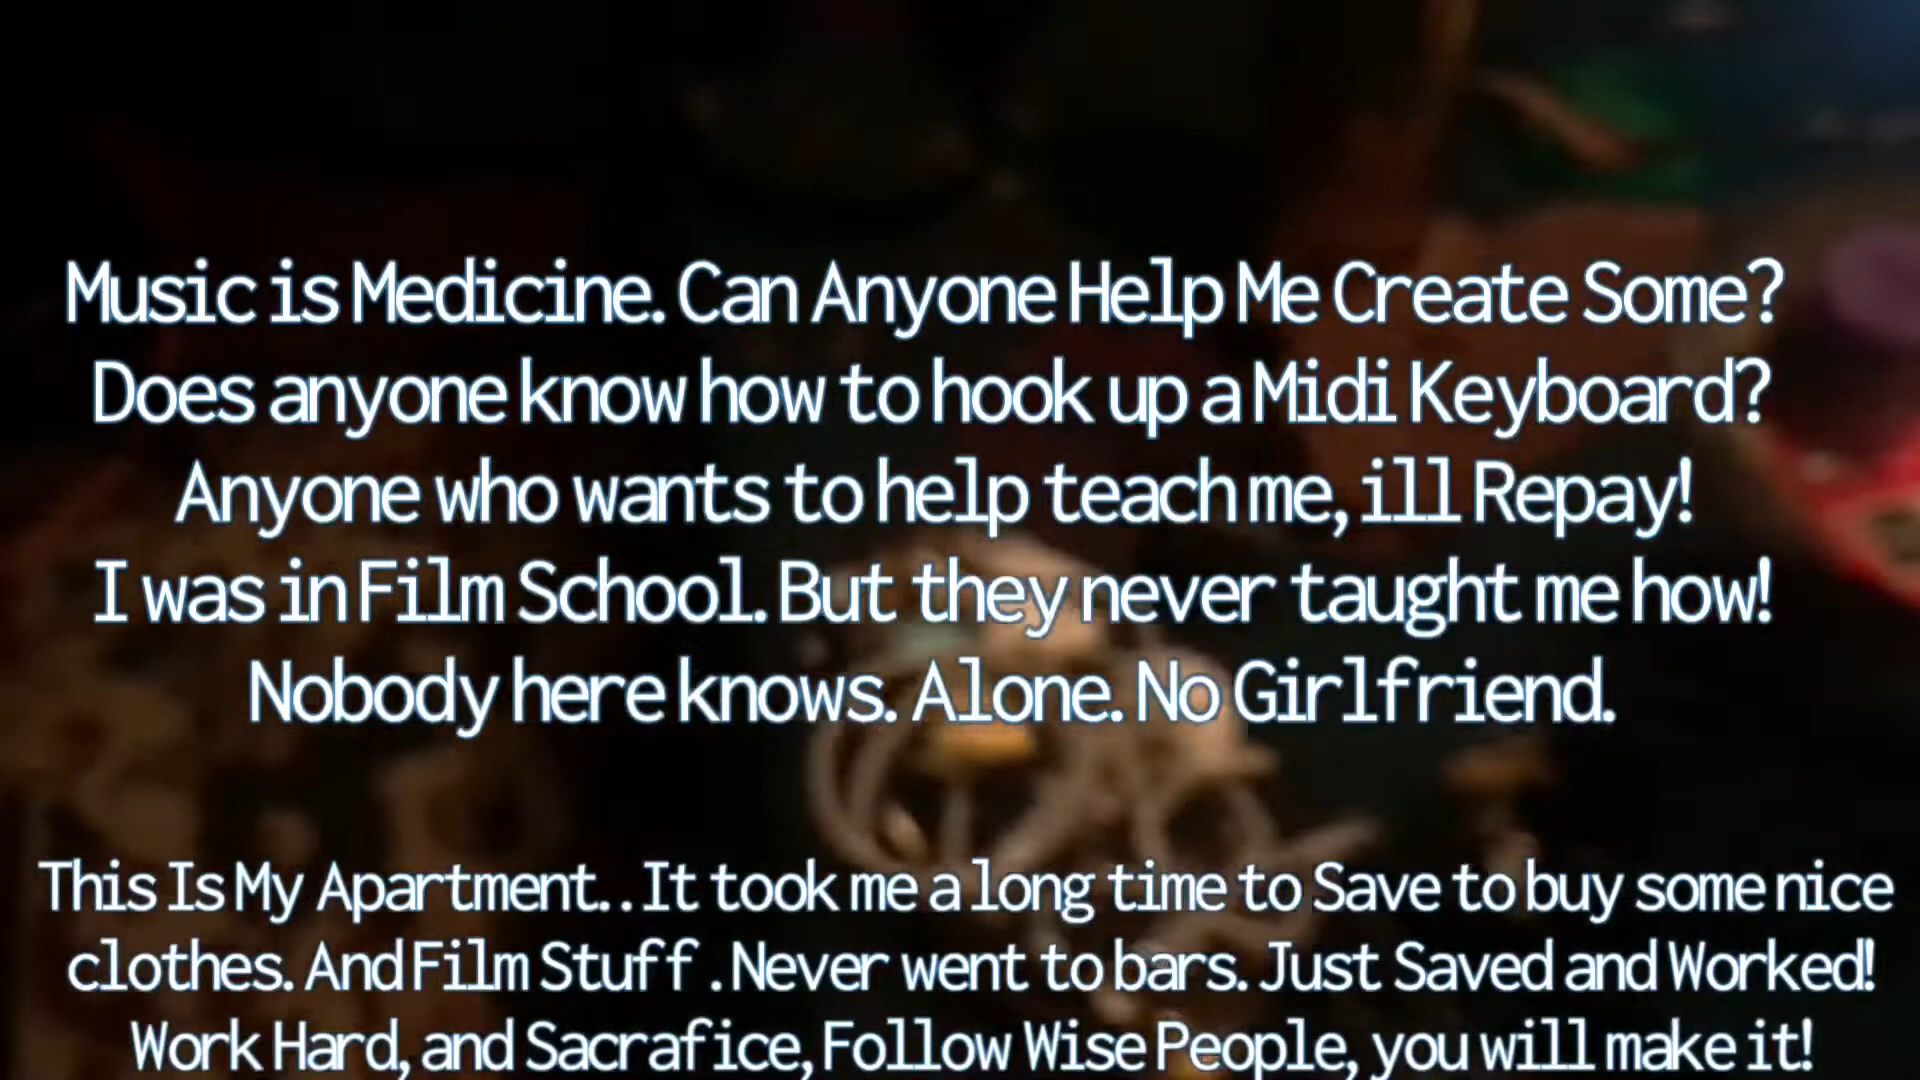 Music is Medicine. Can Anyone Help Me Create Some?
Does anyone know how to hook up a Midi Keyboard?
Anyone who wants to help teach me, ill Repay!
I was in Film School. But they never taught me how!
Nobody here knows. Alone. No Girlfriend.
This Is My Apartment. . It took me a long time to Save to buy some nice
clothes. And Film Stuff . Never went to bars. Just Saved and Worked!
Work Hard, and Sacrafice, Follow Wise People, you will make it!